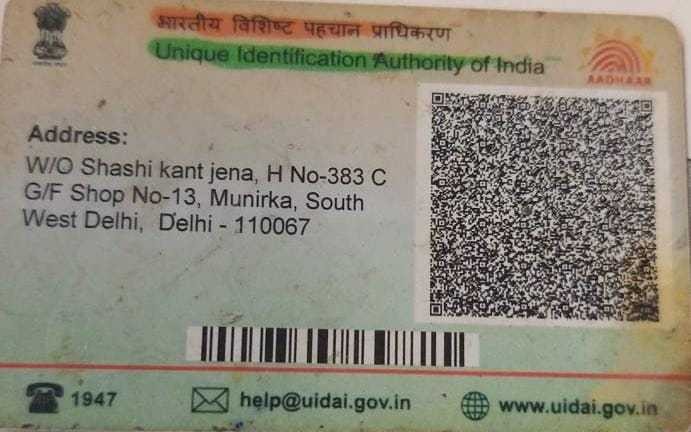 भारतीय विशिष्ट पहचान प्राधिकरण
Unique Identification Authority of India
AADHAAR
Address:
W/O Shashi kant jena, H No-383 C
G/F Shop No-13, Munirka, South
West Delhi, Delhi - 110067
1947
help@uidai.gov.in
www.uidai.gov.in